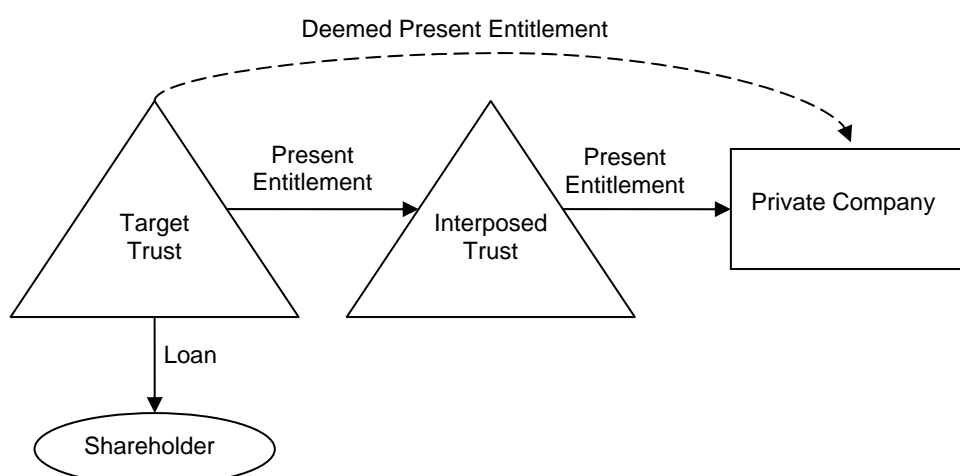 Deemed Present Entitlement
Present
Entitlement
Present
Entitlement
Target
Trust
Interposed
Trust
Private Company
Loan
Shareholder